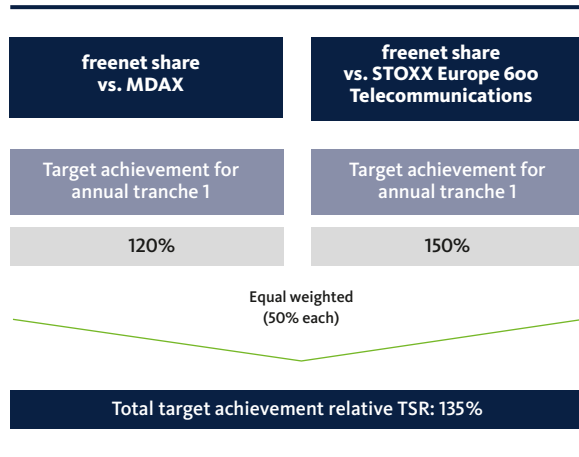 freenet share
vs. MDAX
freenet share
vs. STOXX Europe 600
Telecommunications
Target achievement for
annual tranche 1
Target achievement for
annual tranche 1
120%
150%
Equal weighted
(50% each)
Total target achievement relative TSR: 135%